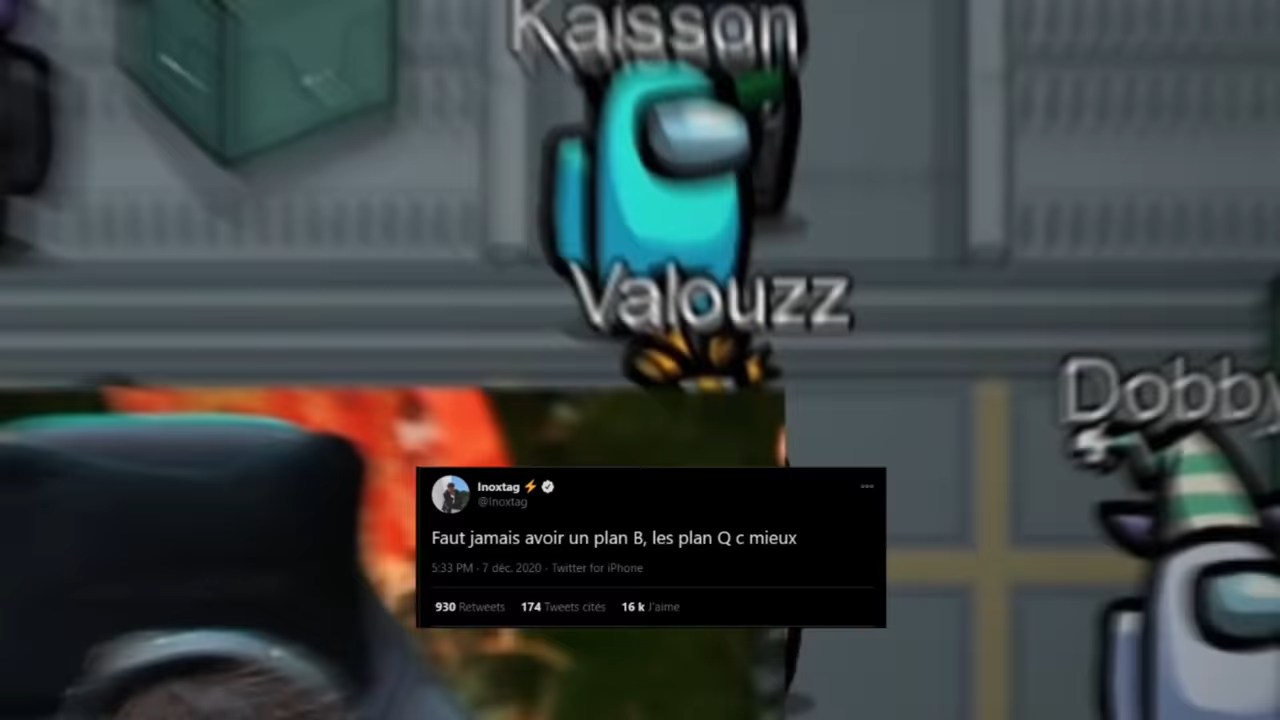 Kaisson
Valouzz
Dobby
Inoxtag ⚡
@Inoxtag
Faut jamais avoir un plan B, les plan Q c mieux
5:33 PM · 7 déc. 2020 · Twitter for iPhone
930 Retweets 174 Tweets cités 16 k J'aime